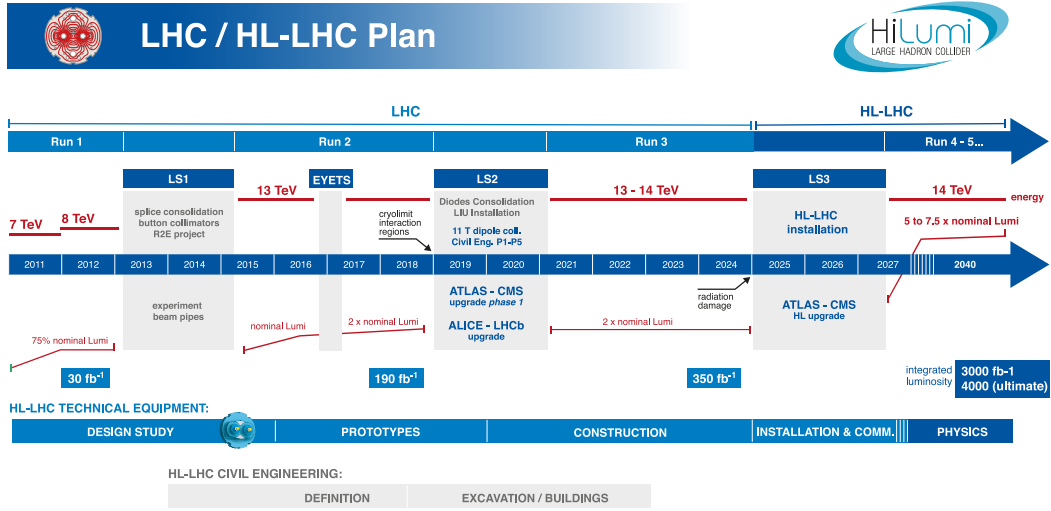 LHC / HL-LHC Plan
HiLumi
LARGE HADRON COLLIDER
LHC
HL-LHC
Run 1
Run 2
Run 3
Run 4 - 5...
LS1
EYETS
LS2
LS3
13 TeV
13 - 14 TeV
14 TeV
energy
7 TeV
8 TeV
splice consolidation
button collimators
R2E project
cryolimit
interaction
regions
Diodes Consolidation
LIU Installation
11 T dipole coll.
Civil Eng. P1-P5
HL-LHC
installation
5 to 7.5 x nominal Lumi
2011
2012
2013
2014
2015
2016
2017
2018
2019
2020
2021
2022
2023
2024
2025
2026
2027
2040
experiment
beam pipes
ATLAS - CMS
upgrade phase 1
ALICE - LHCb
upgrade
radiation
damage
ATLAS - CMS
HL upgrade
75% nominal Lumi
nominal Lumi
2 x nominal Lumi
2 x nominal Lumi
30 fb-1
190 fb-1
350 fb-1
integrated
luminosity
3000 fb-1
4000 (ultimate)
HL-LHC TECHNICAL EQUIPMENT:
DESIGN STUDY
PROTOTYPES
CONSTRUCTION
INSTALLATION & COMM.
PHYSICS
HL-LHC CIVIL ENGINEERING:
DEFINITION
EXCAVATION / BUILDINGS